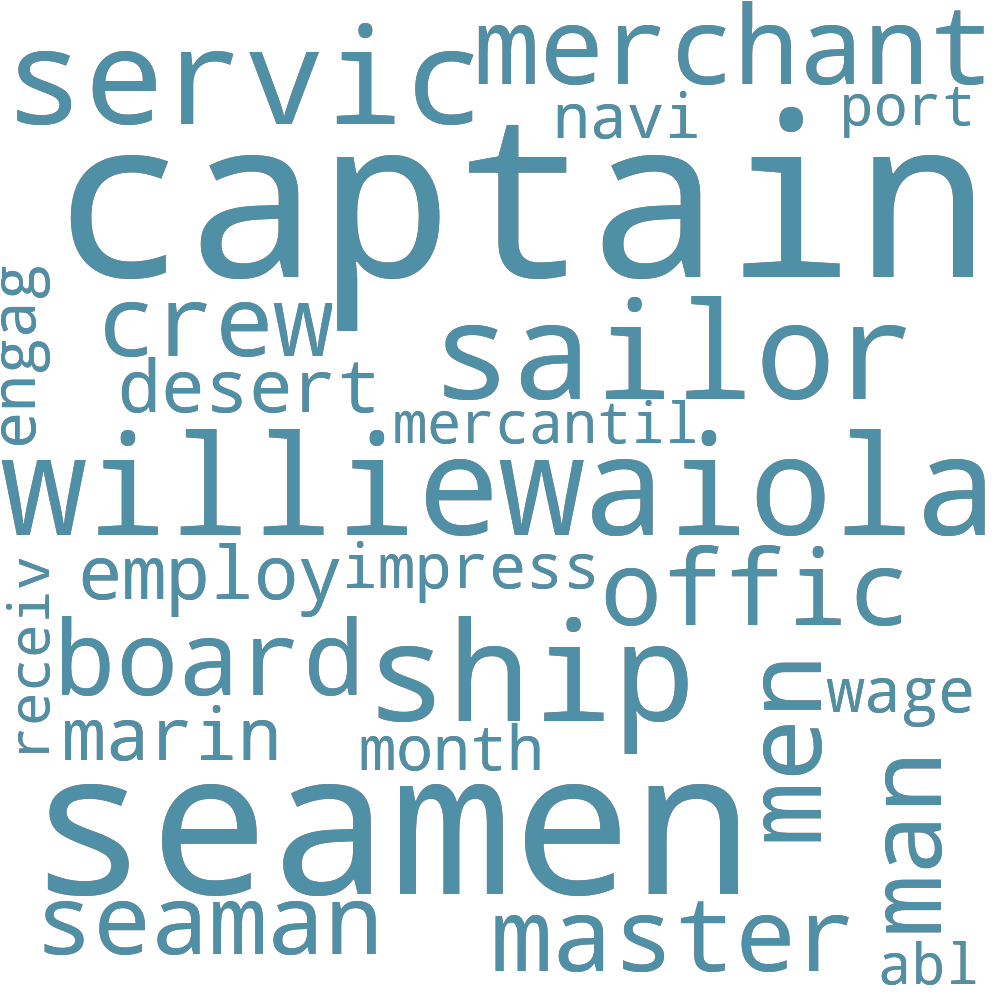 servic
merchant
navi
port
captain
engag
crew
sailor
desert
mercantil
williewaiola
employ
impress
offic
receiv
board
ship
men
wage
marin
month
seamen
man
seaman
master
abl